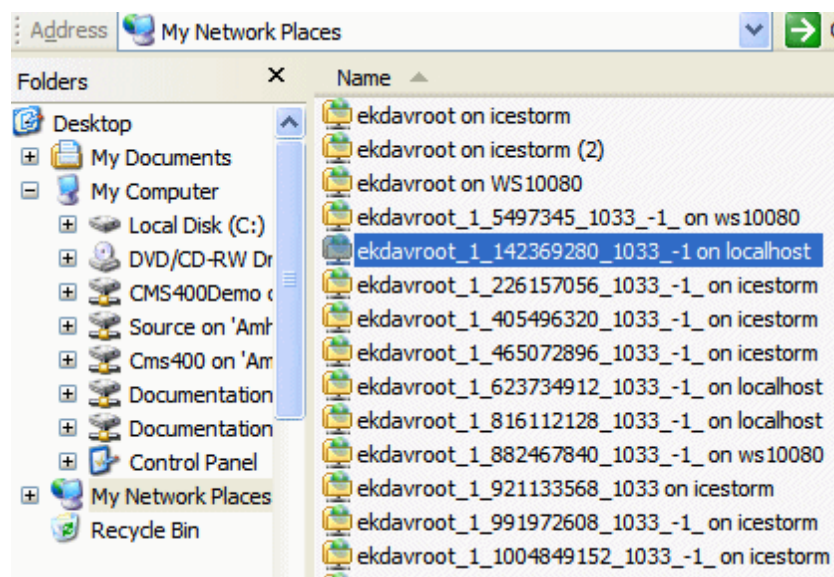 Address My Network Places
Folders
Desktop
My Documents
My Computer
Local Disk (C:)
DVD/CD-RW Dr
CMS400Demo
Source on 'Amh
Cms400 on 'Am
Documentation
Documentation
Control Panel
My Network Places
Recycle Bin
Name
ekdavroot on icestorm
ekdavroot on icestorm (2)
ekdavroot on WS10080
ekdavroot_1_5497345_1033_-1_ on ws10080
ekdavroot_1_142369280_1033_-1 on localhost
ekdavroot_1_226157056_1033_-1_ on icestorm
ekdavroot_1_405496320_1033_-1_ on icestorm
ekdavroot_1_465072896_1033_-1_ on icestorm
ekdavroot_1_623734912_1033_-1_ on localhost
ekdavroot_1_816112128_1033_-1_ on localhost
ekdavroot_1_882467840_1033_-1_ on ws10080
ekdavroot_1_921133568_1033 on icestorm
ekdavroot_1_991972608_1033_-1_ on icestorm
ekdavroot_1_1004849152_1033_-1_ on icestorm